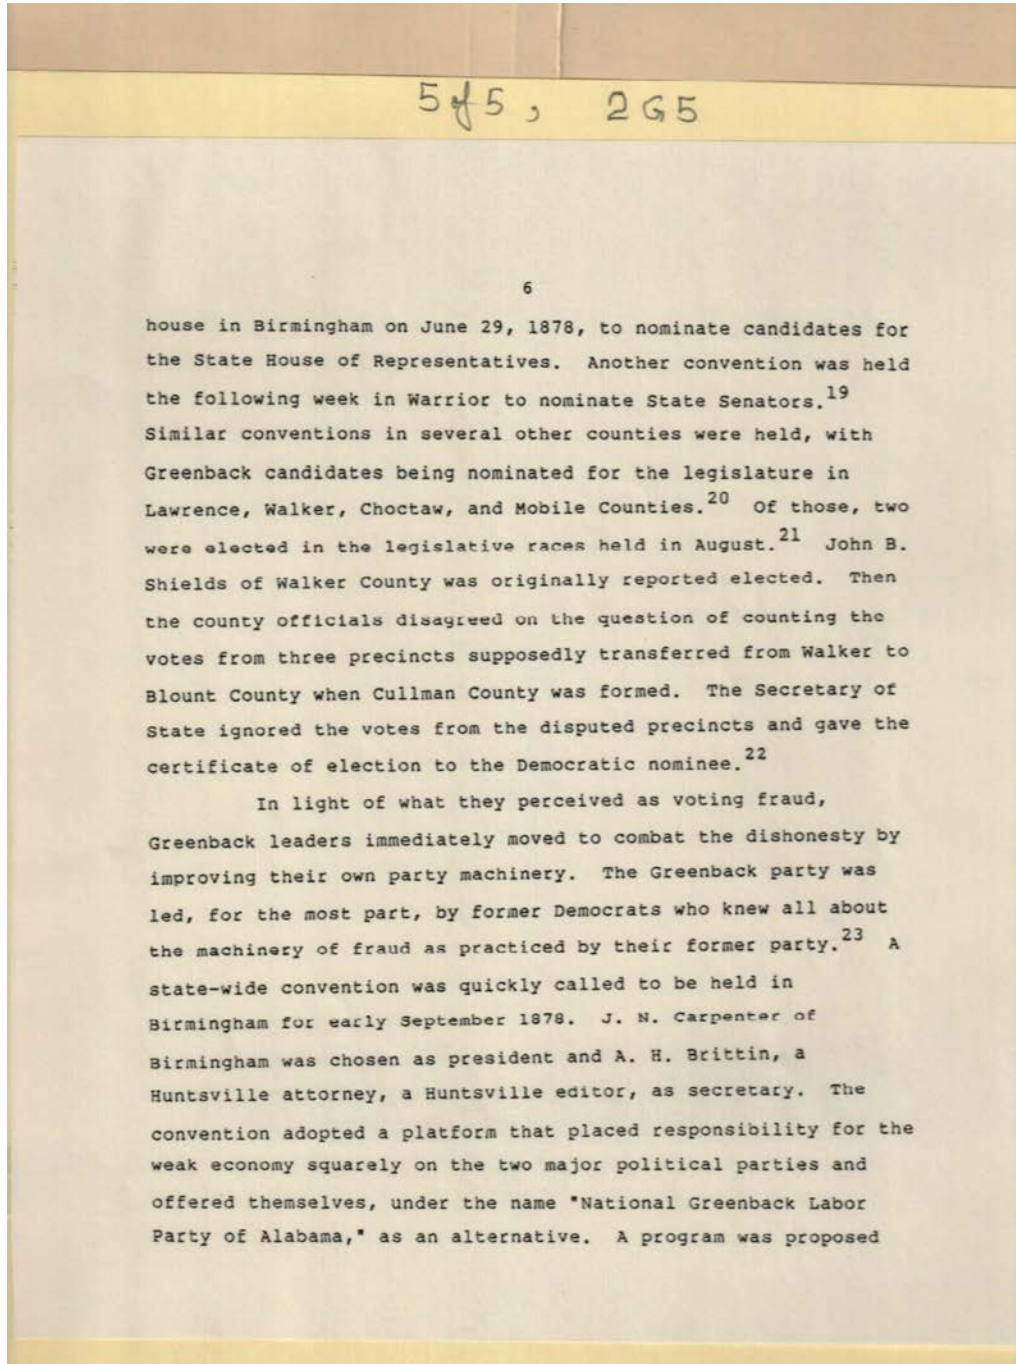 5 of 5, 2G5
6
house in Birmingham on June 29, 1878, to nominate candidates for
the State House of Representatives. Another convention was held
the following week in Warrior to nominate State Senators.19
Similar conventions in several other counties were held, with
Greenback candidates being nominated for the legislature in
Lawrence, Walker, Choctaw, and Mobile Counties.20 Of those, two
were elected in the legislative races held in August.21 John B.
Shields of Walker County was originally reported elected. Then
the county officials disagreed on the question of counting the
votes from three precincts supposedly transferred from Walker to
Blount County when Cullman County was formed. The Secretary of
State ignored the votes from the disputed precincts and gave the
certificate of election to the Democratic nominee.22
In light of what they perceived as voting fraud,
Greenback leaders immediately moved to combat the dishonesty by
improving their own party machinery. The Greenback party was
led, for the most part, by former Democrats who knew all about
the machinery of fraud as practiced by their former party.23 A
state-wide convention was quickly called to be held in
Birmingham for early September 1878. J. N. Carpenter of
Birmingham was chosen as president and A. H. Brittin, a
Huntsville attorney, a Huntsville editor, as secretary. The
convention adopted a platform that placed responsibility for the
weak economy squarely on the two major political parties and
offered themselves, under the name "National Greenback Labor
Party of Alabama," as an alternative. A program was proposed